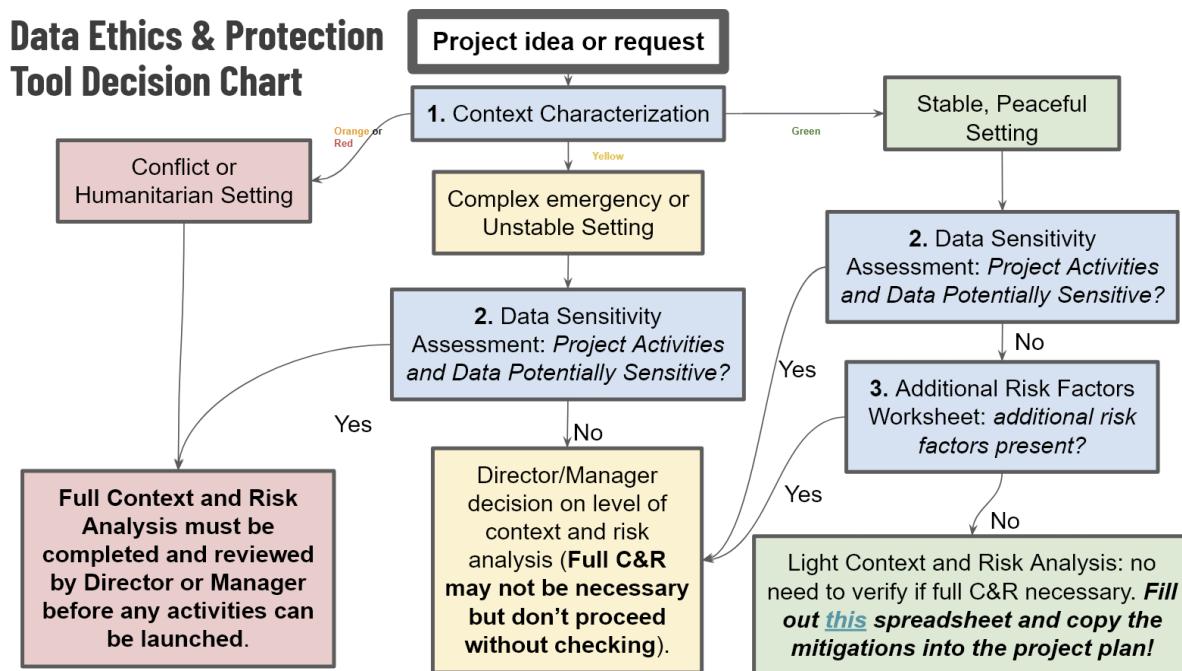 Data Ethics & Protection
Tool Decision Chart
Project idea or request
1. Context Characterization
Orange or
Red
Yellow
Green
Stable, Peaceful
Setting
Conflict or
Humanitarian Setting
Complex emergency or
Unstable Setting
2. Data Sensitivity
Assessment: Project Activities
and Data Potentially Sensitive?
2. Data Sensitivity
Assessment: Project Activities
and Data Potentially Sensitive?
No
Yes
3. Additional Risk Factors
Worksheet: additional risk
factors present?
Yes
No
Yes
No
Full Context and Risk
Analysis must be
completed and reviewed
by Director or Manager
before any activities can
be launched.
Director/Manager
decision on level of
context and risk
analysis (Full C&R
may not be necessary
but don't proceed
without checking).
Light Context and Risk Analysis: no
need to verify if full C&R necessary. Fill
out this spreadsheet and copy the
mitigations into the project plan!